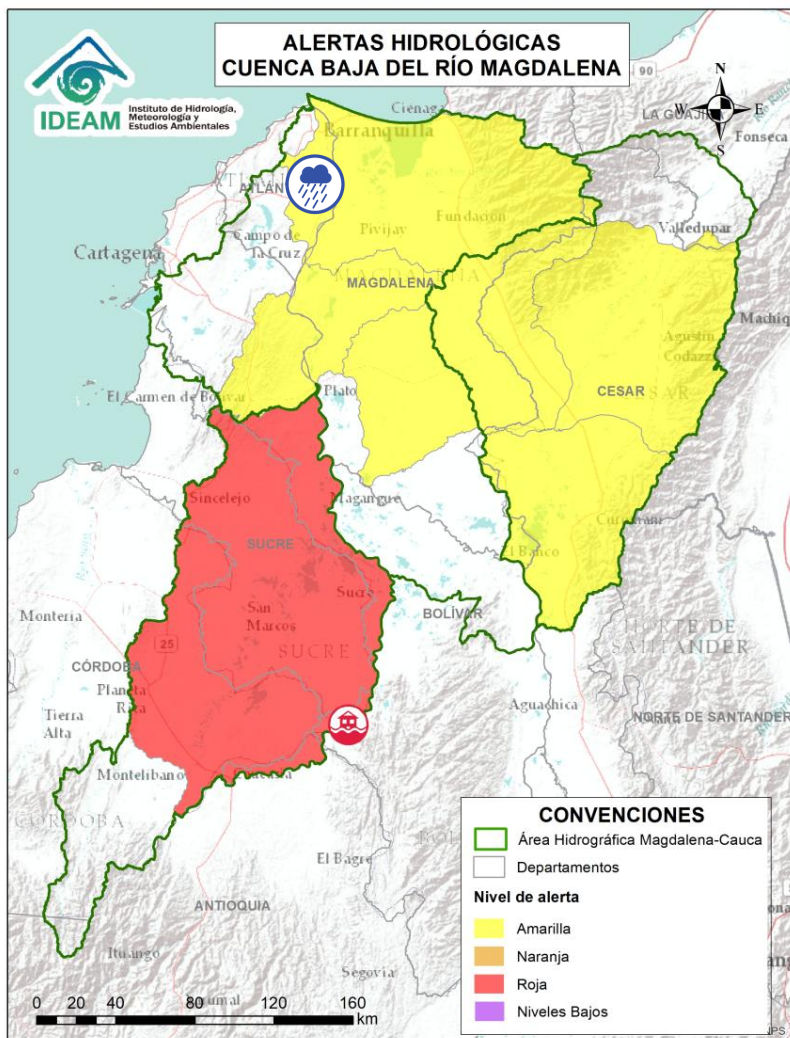 ALERTAS HIDROLÓGICAS
CUENCA BAJA DEL RÍO MAGDALENA
IDEAM
Instituto de Hidrología,
Meteorología y
Estudios Ambientales
N
W E
S
90
Ciénaga
LA GUAJIRA
Barranquilla
Fonseca
Fundación
Pivijay
Valledupar
Campo de
la Cruz
Cartagena
MAGDALENA
Agustín
Codazzi
CESAR
El Carmen de Bolívar
Plato
Sincelejo
Magangué
SUCRE
El Banco
Sucre
San
Marcos
BOLÍVAR
SUCRE
Montería
25
CÓRDOBA
Planeta
Rica
NORTE DE
SANTANDER
Aguachica
Tierra
Alta
NORTE DE SANTANDER
Montelibano
Caucasia
CÓRDOBA
El Bagre
ANTIOQUIA
Ituango
Segovia
CONVENCIONES
Área Hidrográfica Magdalena-Cauca
Departamentos
Nivel de alerta
Amarilla
Naranja
Roja
Niveles Bajos
0 20 40 80 120 160
km